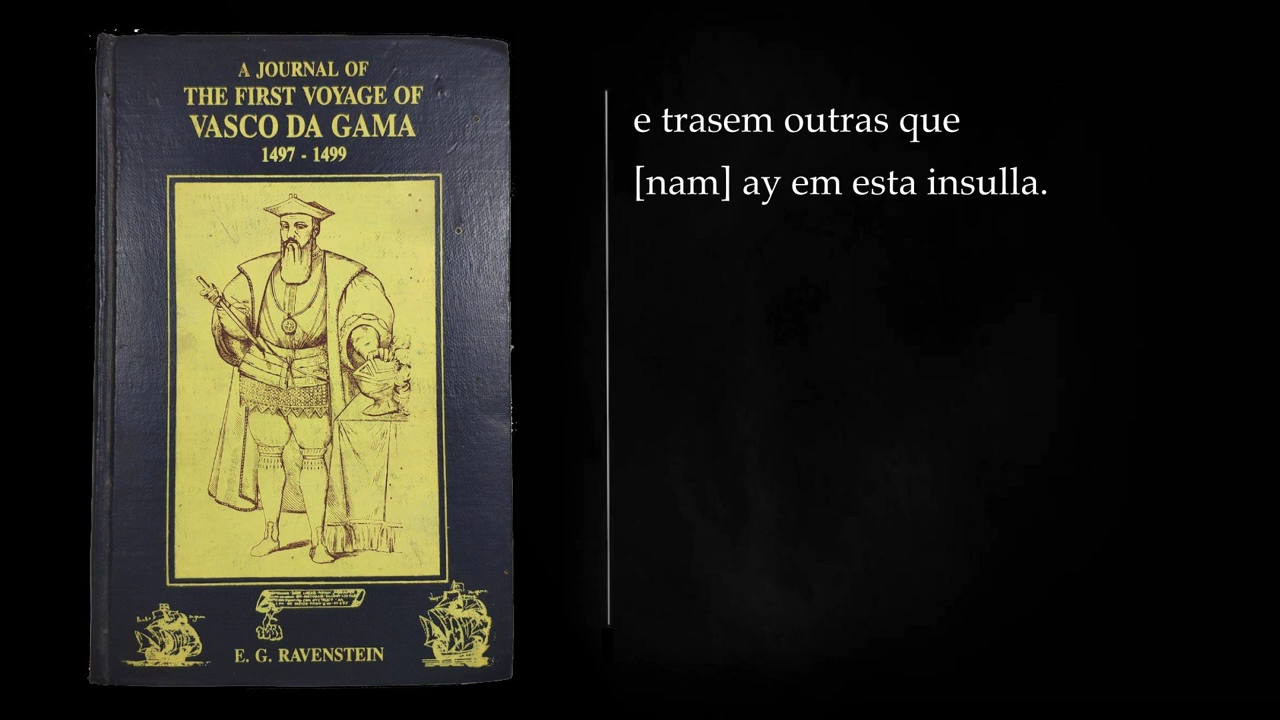 A JOURNAL OF
THE FIRST VOYAGE OF
VASCO DA GAMA
1497 - 1499
E. G. RAVENSTEIN
e trasem outras que
[nam] ay em esta insulla.